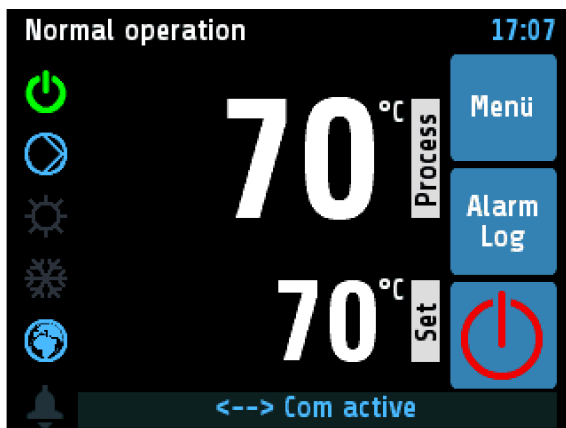 Normal operation 17:07
70 °C Process
Menü
Alarm
Log
70 °C Set
<--> Com active